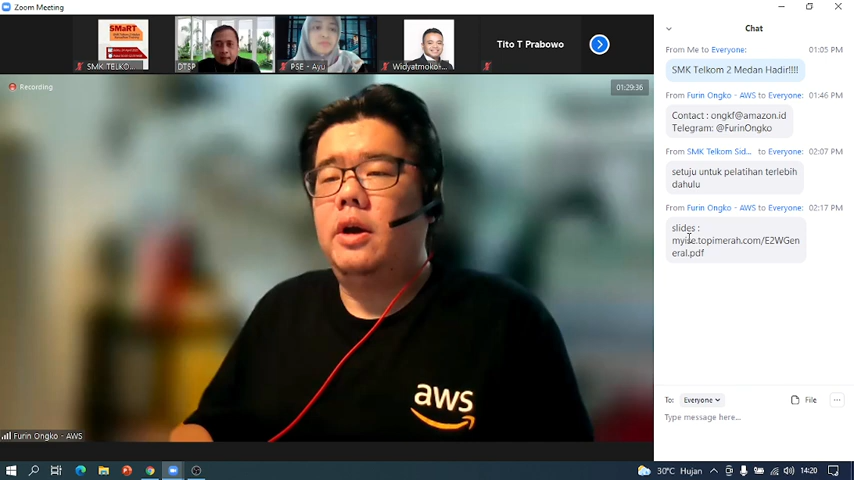 Zoom Meeting
SMaRT
SMK TELKO...
DTSP
PSE - Ayu
Widyatmoko...
Tito T Prabowo
Recording
01:29:36
aws
Furin Ongko - AWS
Chat
From Me to Everyone: 01:05 PM
SMK Telkom 2 Medan Hadir!!!!
From Furin Ongko - AWS to Everyone: 01:46 PM
Contact : ongkf@amazon.id
Telegram: @FurinOngko
From SMK Telkom Sid... to Everyone: 02:07 PM
setuju untuk pelatihan terlebih
dahulu
From Furin Ongko - AWS to Everyone: 02:17 PM
slides :
E2WGen
eral.pdf
To: Everyone
File
Type message here...
30°C Hujan
14:20